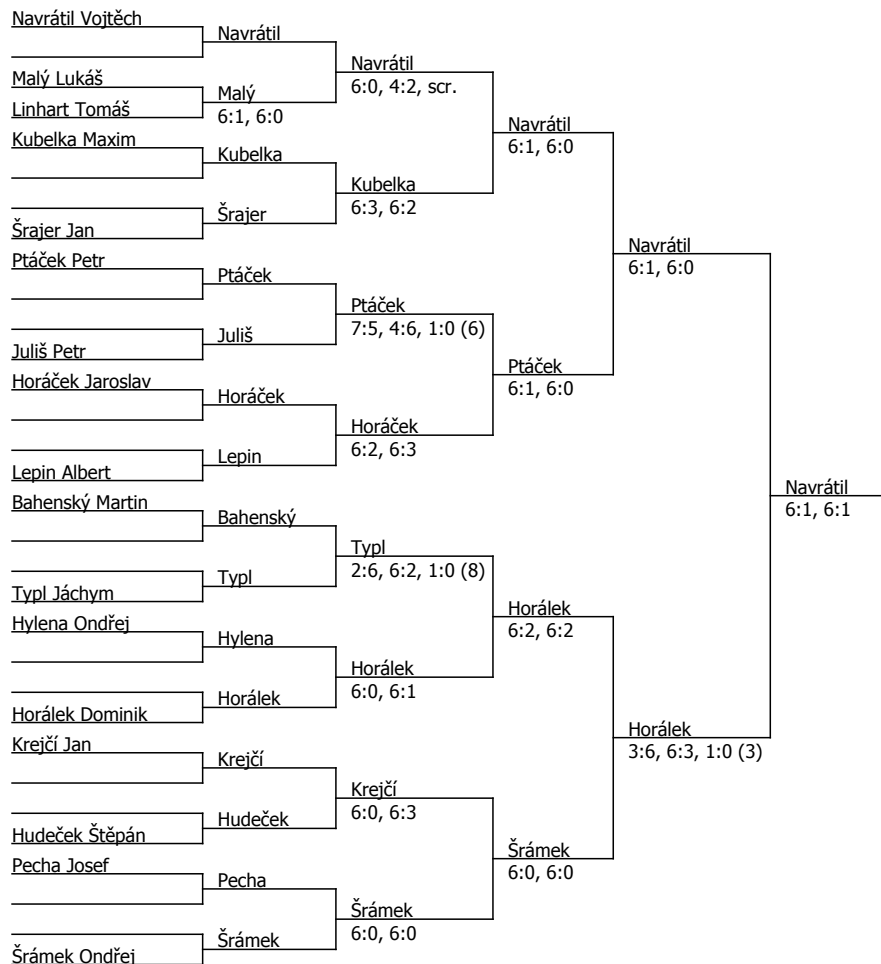 Navrátil Vojtěch
Navrátil
Navrátil
6:0, 4:2, scr.
Malý Lukáš
Malý
6:1, 6:0
Linhart Tomáš
Navrátil
6:1, 6:0
Kubelka Maxim
Kubelka
Kubelka
6:3, 6:2
Šrajer
Šrajer Jan
Navrátil
6:1, 6:0
Ptáček Petr
Ptáček
Ptáček
7:5, 4:6, 1:0 (6)
Juliš
Juliš Petr
Ptáček
6:1, 6:0
Horáček Jaroslav
Horáček
Horáček
6:2, 6:3
Lepin
Lepin Albert
Navrátil
6:1, 6:1
Bahenský Martin
Bahenský
Typl
2:6, 6:2, 1:0 (8)
Typl
Typl Jáchym
Horálek
6:2, 6:2
Hylena Ondřej
Hylena
Horálek
6:0, 6:1
Horálek
Horálek Dominik
Horálek
3:6, 6:3, 1:0 (3)
Krejčí Jan
Krejčí
Krejčí
6:0, 6:3
Hudeček
Hudeček Štěpán
Šrámek
6:0, 6:0
Pecha Josef
Pecha
Šrámek
6:0, 6:0
Šrámek
Šrámek Ondřej